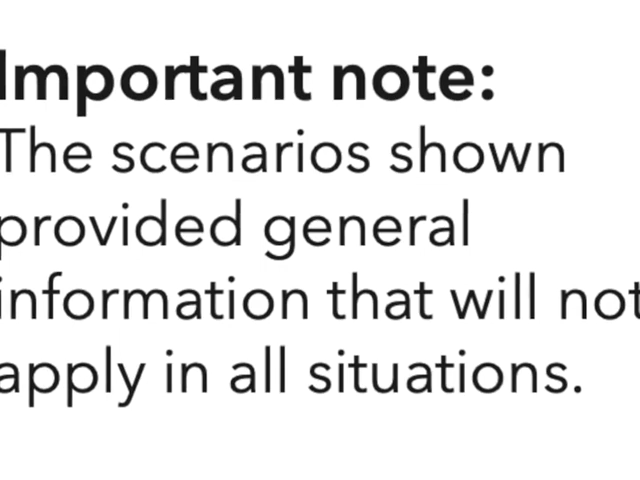 Important note:
The scenarios shown
provided general
information that will not
apply in all situations.